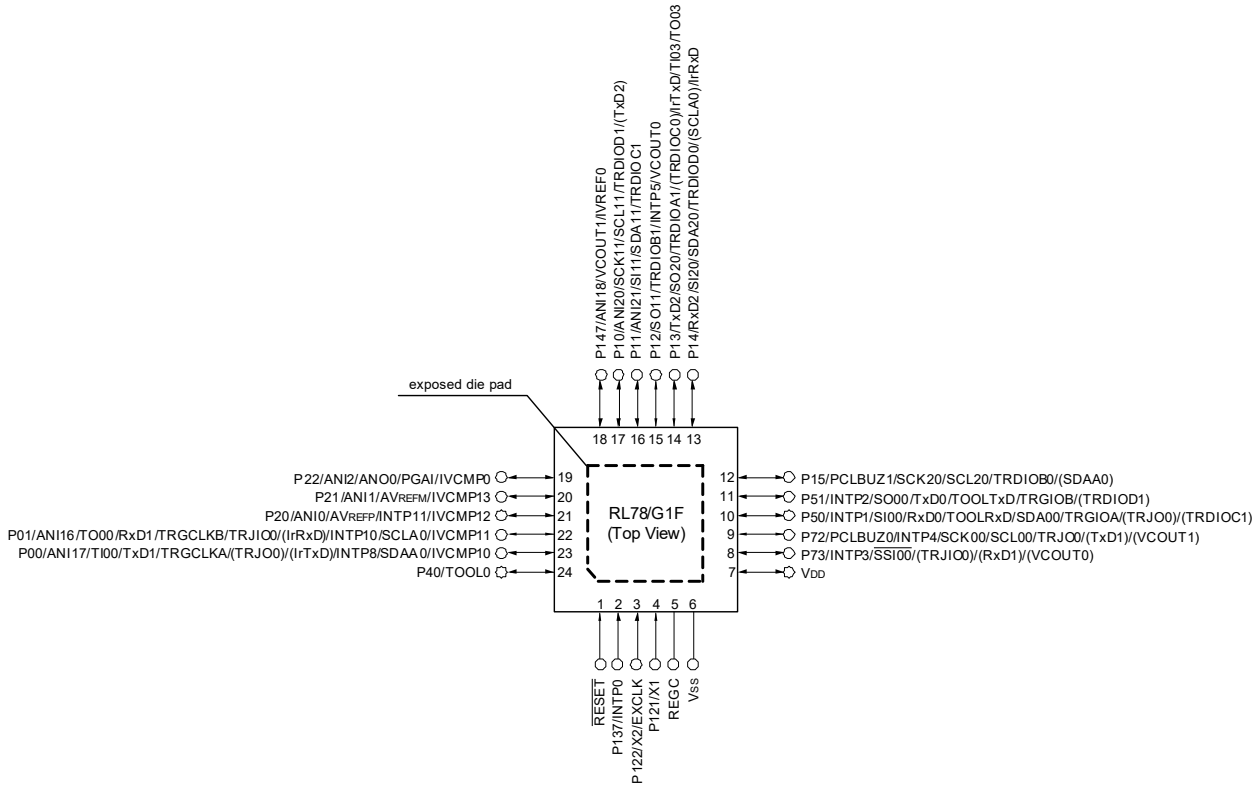 P147/ANI18/VCOUT1/IVREF0
P10/ANI20/SCK11/SCL11/TRDIOD1/(TxD2)
P11/ANI21/SI11/SDA11/TRDIOC1
P12/SO11/TRDIOB1/INTP5/VCOUT0
P13/TxD2/SO20/TRDIOA1/(TRDIOC0)/IrTxD/TI03/TO03
P14/RxD2/SI20/SDA20/TRDIOD0/(SCLA0)/IrRxD
exposed die pad
18 17 16 15 14 13
P22/ANI2/ANO0/PGAI/IVCMP0 19
P21/ANI1/AVREFM/IVCMP13 20
P20/ANI0/AVREFP/INTP11/IVCMP12 21
P01/ANI16/TO00/RxD1/TRGCLKB/TRJIO0/(IrRxD)/INTP10/SCLA0/IVCMP11 22
P00/ANI17/TI00/TxD1/TRGCLKA/(TRJO0)/(IrTxD)/INTP8/SDAA0/IVCMP10 23
P40/TOOL0 24
RL78/G1F
(Top View)
12 P15/PCLBUZ1/SCK20/SCL20/TRDIOB0/(SDAA0)
11 P51/INTP2/SO00/TxD0/TOOLTxD/TRGIOB/(TRDIOD1)
10 P50/INTP1/SI00/RxD0/TOOLRxD/SDA00/TRGIOA/(TRJO0)/(TRDIOC1)
9 P72/PCLBUZ0/INTP4/SCK00/SCL00/TRJO0/(TxD1)/(VCOUT1)
8 P73/INTP3/SSI00/(TRJIO0)/(RxD1)/(VCOUT0)
7 VDD
1 2 3 4 5 6
RESET
P137/INTP0
P122/X2/EXCLK
P121/X1
REGC
Vss